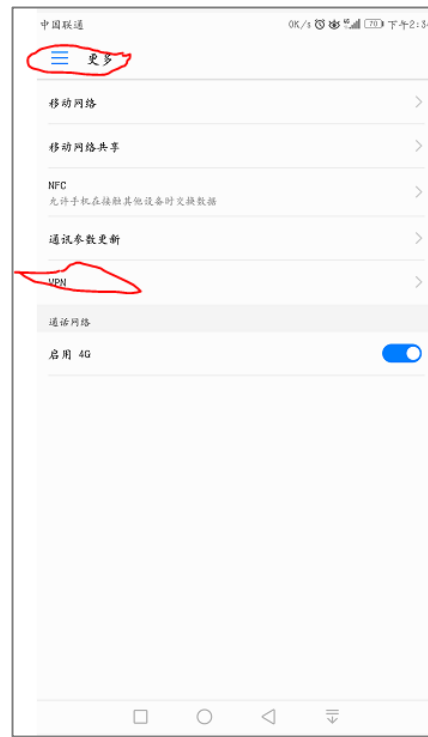 中国联通 0K/s 70 下午2:34
更多
移动网络
移动网络共享
NFC
允许手机在接触其他设备时交换数据
通讯参数更新
VPN
通话网络
启用 4G